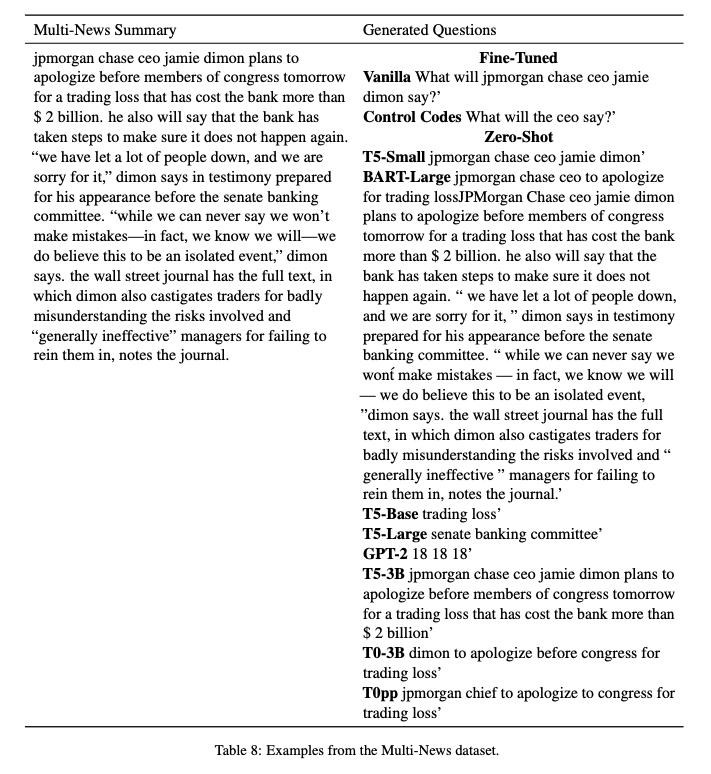 Multi-News Summary
Generated Questions
jpmorgan chase ceo jamie dimon plans to
apologize before members of congress tomorrow
for a trading loss that has cost the bank more than
$ 2 billion. he also will say that the bank has
taken steps to make sure it does not happen again.
“we have let a lot of people down, and we are
sorry for it,” dimon says in testimony prepared
for his appearance before the senate banking
committee. “while we can never say we won’t
make mistakes—in fact, we know we will—we
do believe this to be an isolated event,” dimon
says. the wall street journal has the full text, in
which dimon also castigates traders for badly
misunderstanding the risks involved and
“generally ineffective” managers for failing to
rein them in, notes the journal.
Fine-Tuned
Vanilla What will jpmorgan chase ceo jamie
dimon say?’
Control Codes What will the ceo say?’
Zero-Shot
T5-Small jpmorgan chase ceo jamie dimon’
BART-Large jpmorgan chase ceo to apologize
for trading lossJPMorgan Chase ceo jamie dimon
plans to apologize before members of congress
tomorrow for a trading loss that has cost the bank
more than $ 2 billion. he also will say that the
bank has taken steps to make sure it does not
happen again. “ we have let a lot of people down,
and we are sorry for it, ” dimon says in testimony
prepared for his appearance before the senate
banking committee. “ while we can never say we
wonť make mistakes — in fact, we know we will
— we do believe this to be an isolated event,
”dimon says. the wall street journal has the full
text, in which dimon also castigates traders for
badly misunderstanding the risks involved and “
generally ineffective ” managers for failing to
rein them in, notes the journal.’
T5-Base trading loss’
T5-Large senate banking committee’
GPT-2 18 18 18’
T5-3B jpmorgan chase ceo jamie dimon plans to
apologize before members of congress tomorrow
for a trading loss that has cost the bank more than
$ 2 billion’
T0-3B dimon to apologize before congress for
trading loss’
T0pp jpmorgan chief to apologize to congress for
trading loss’
Table 8: Examples from the Multi-News dataset.